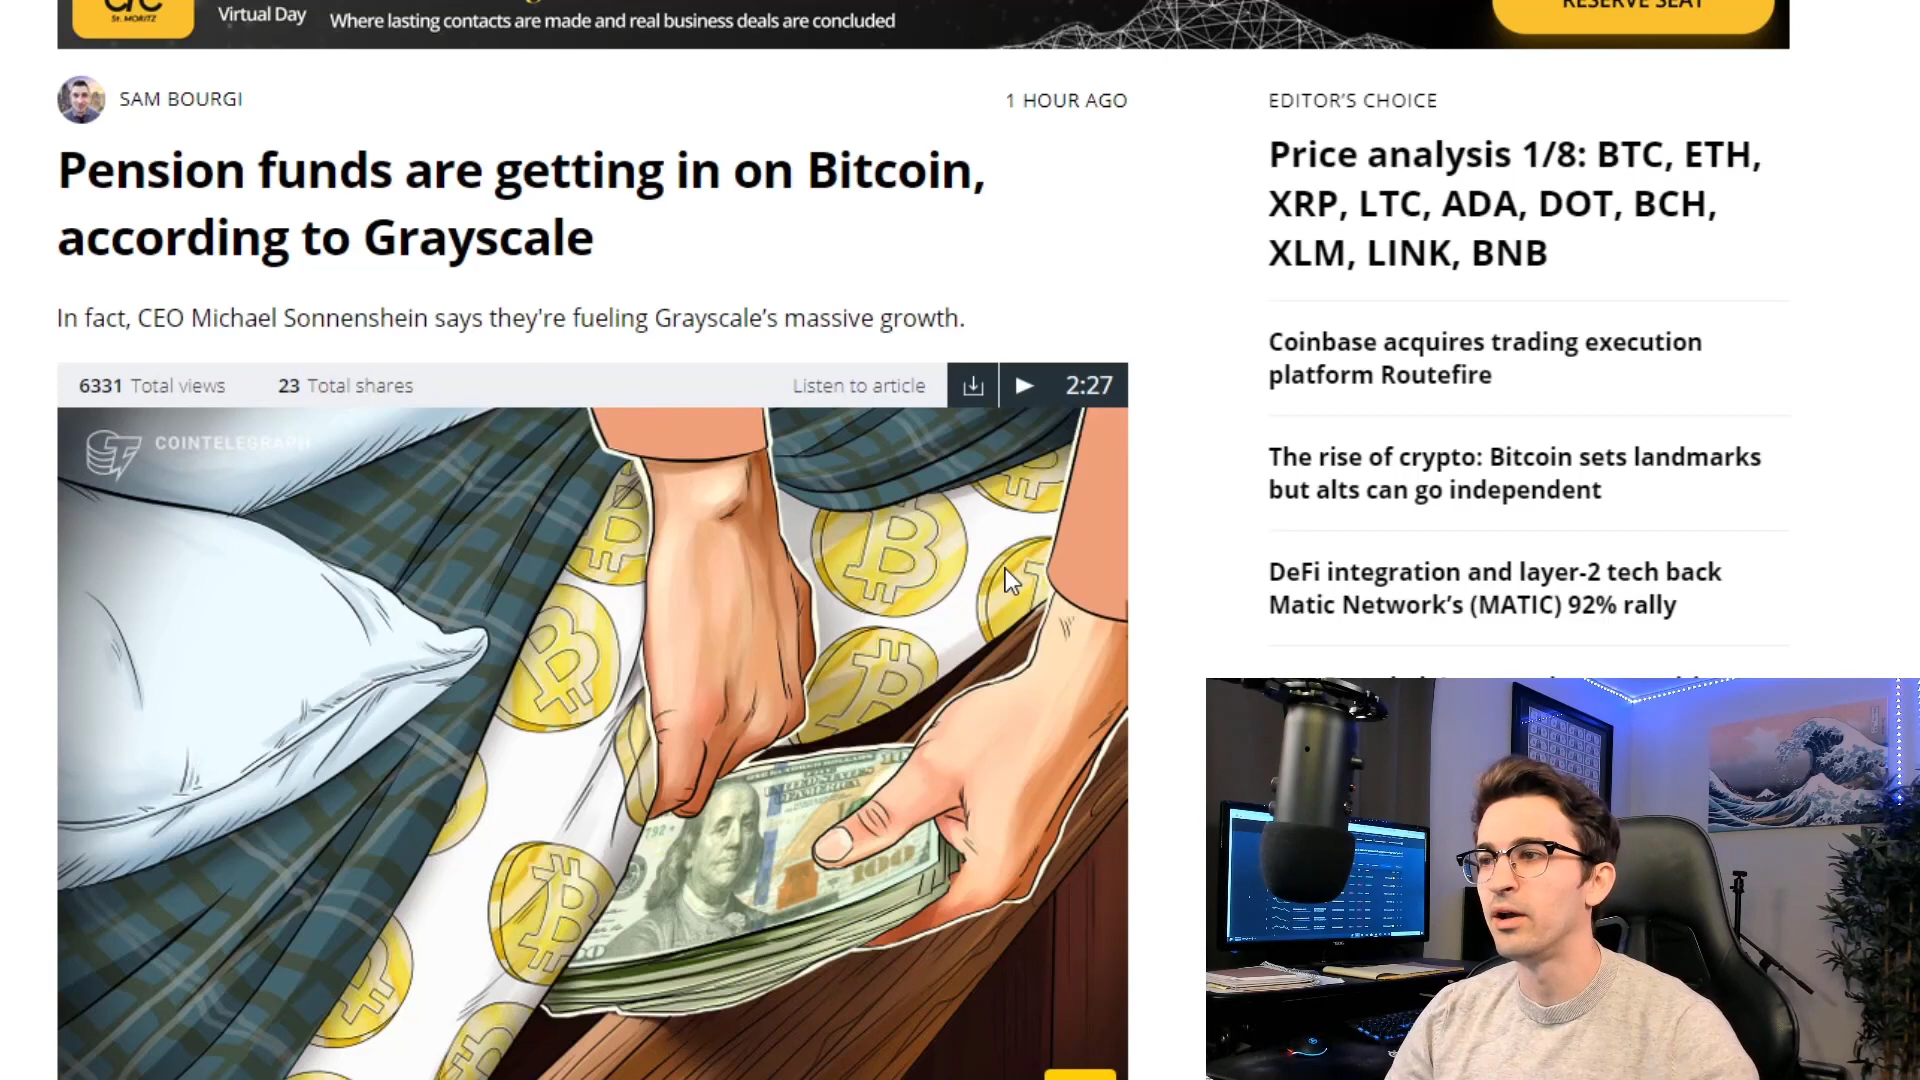 St. MORITZ
Virtual Day
Where lasting contacts are made and real business deals are concluded
RESERVE SEAT
SAM BOURGI
1 HOUR AGO
Pension funds are getting in on Bitcoin,
according to Grayscale
In fact, CEO Michael Sonnenshein says they're fueling Grayscale’s massive growth.
6331 Total views
23 Total shares
Listen to article
2:27
COINTELEGRAPH
EDITOR’S CHOICE
Price analysis 1/8: BTC, ETH,
XRP, LTC, ADA, DOT, BCH,
XLM, LINK, BNB
Coinbase acquires trading execution
platform Routefire
The rise of crypto: Bitcoin sets landmarks
but alts can go independent
DeFi integration and layer-2 tech back
Matic Network’s (MATIC) 92% rally